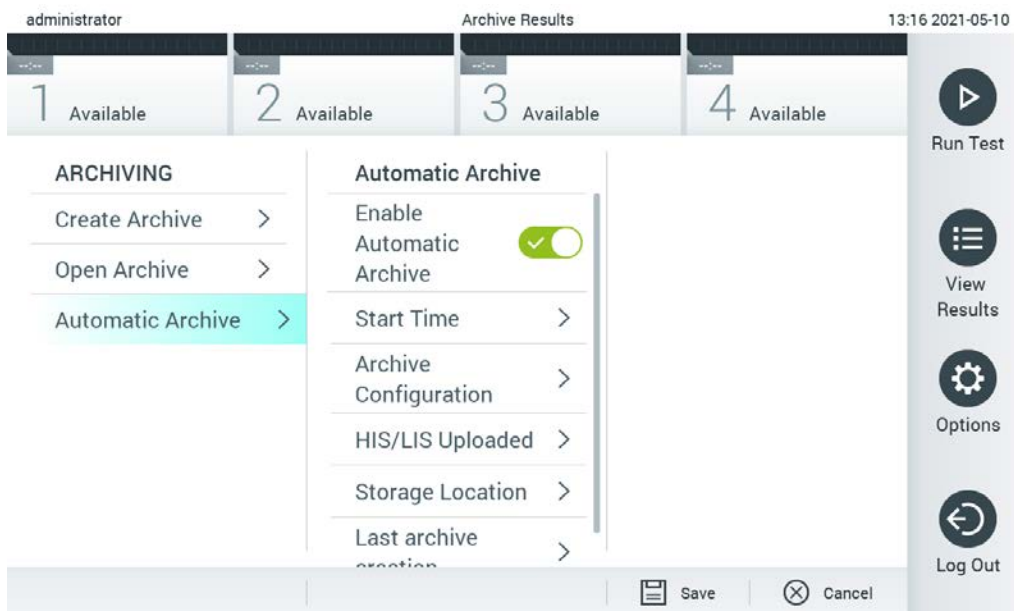 administrator
Archive Results
13:16 2021-05-10
--:--
--:--
--:--
--:--
1 Available
2 Available
3 Available
4 Available
Run Test
View
Results
Options
Log Out
ARCHIVING
Create Archive
Open Archive
Automatic Archive
Automatic Archive
Enable
Automatic
Archive
Start Time
Archive
Configuration
HIS/LIS Uploaded
Storage Location
Last archive
creation
Save
Cancel